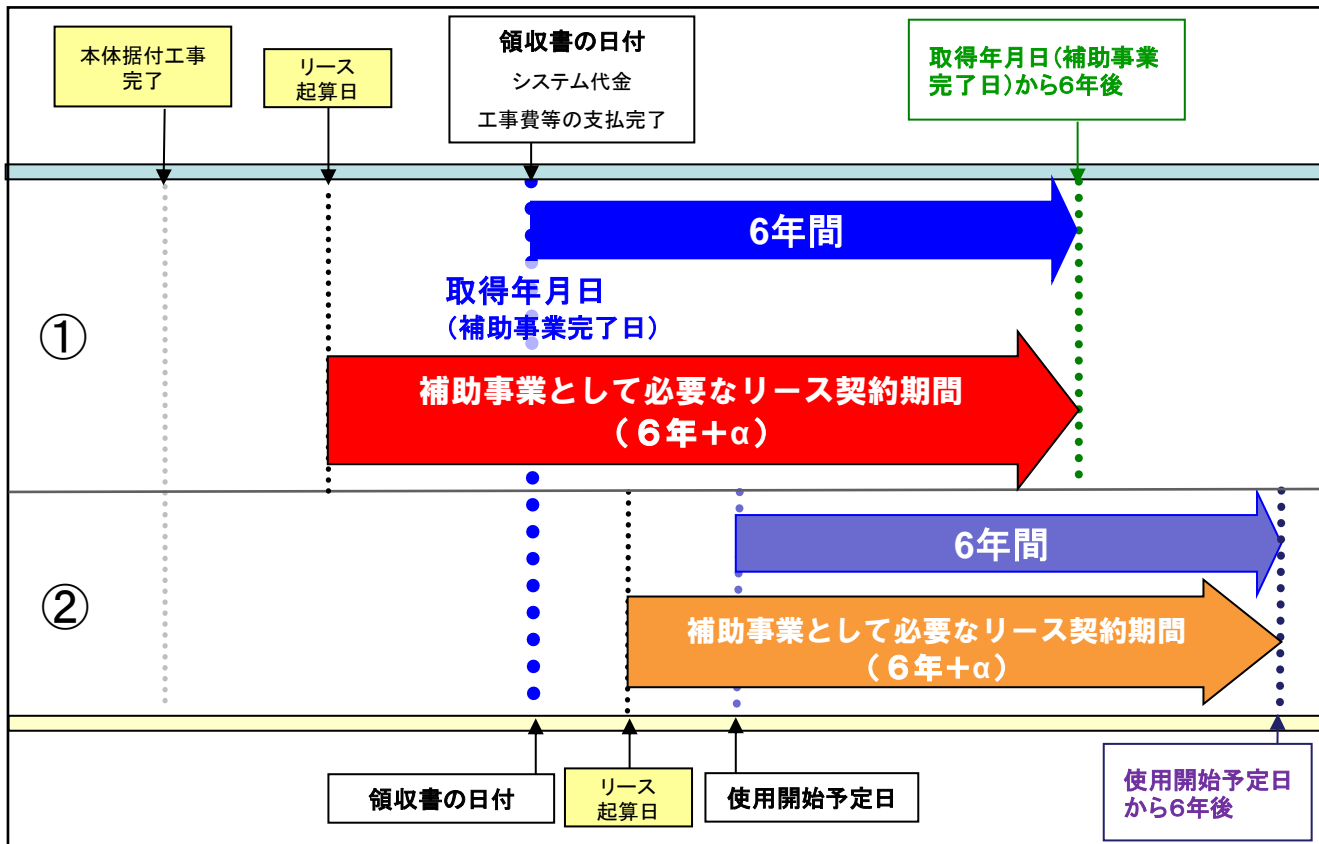 本体据付工事
完了
リース
起算日
領収書の日付
システム代金
工事費等の支払完了
取得年月日(補助事業
完了日)から6年後
6年間
取得年月日
(補助事業完了日)
①
補助事業として必要なリース契約期間
(6年+α)
6年間
②
補助事業として必要なリース契約期間
(6年+α)
領収書の日付
リース
起算日
使用開始予定日
使用開始予定日
から6年後